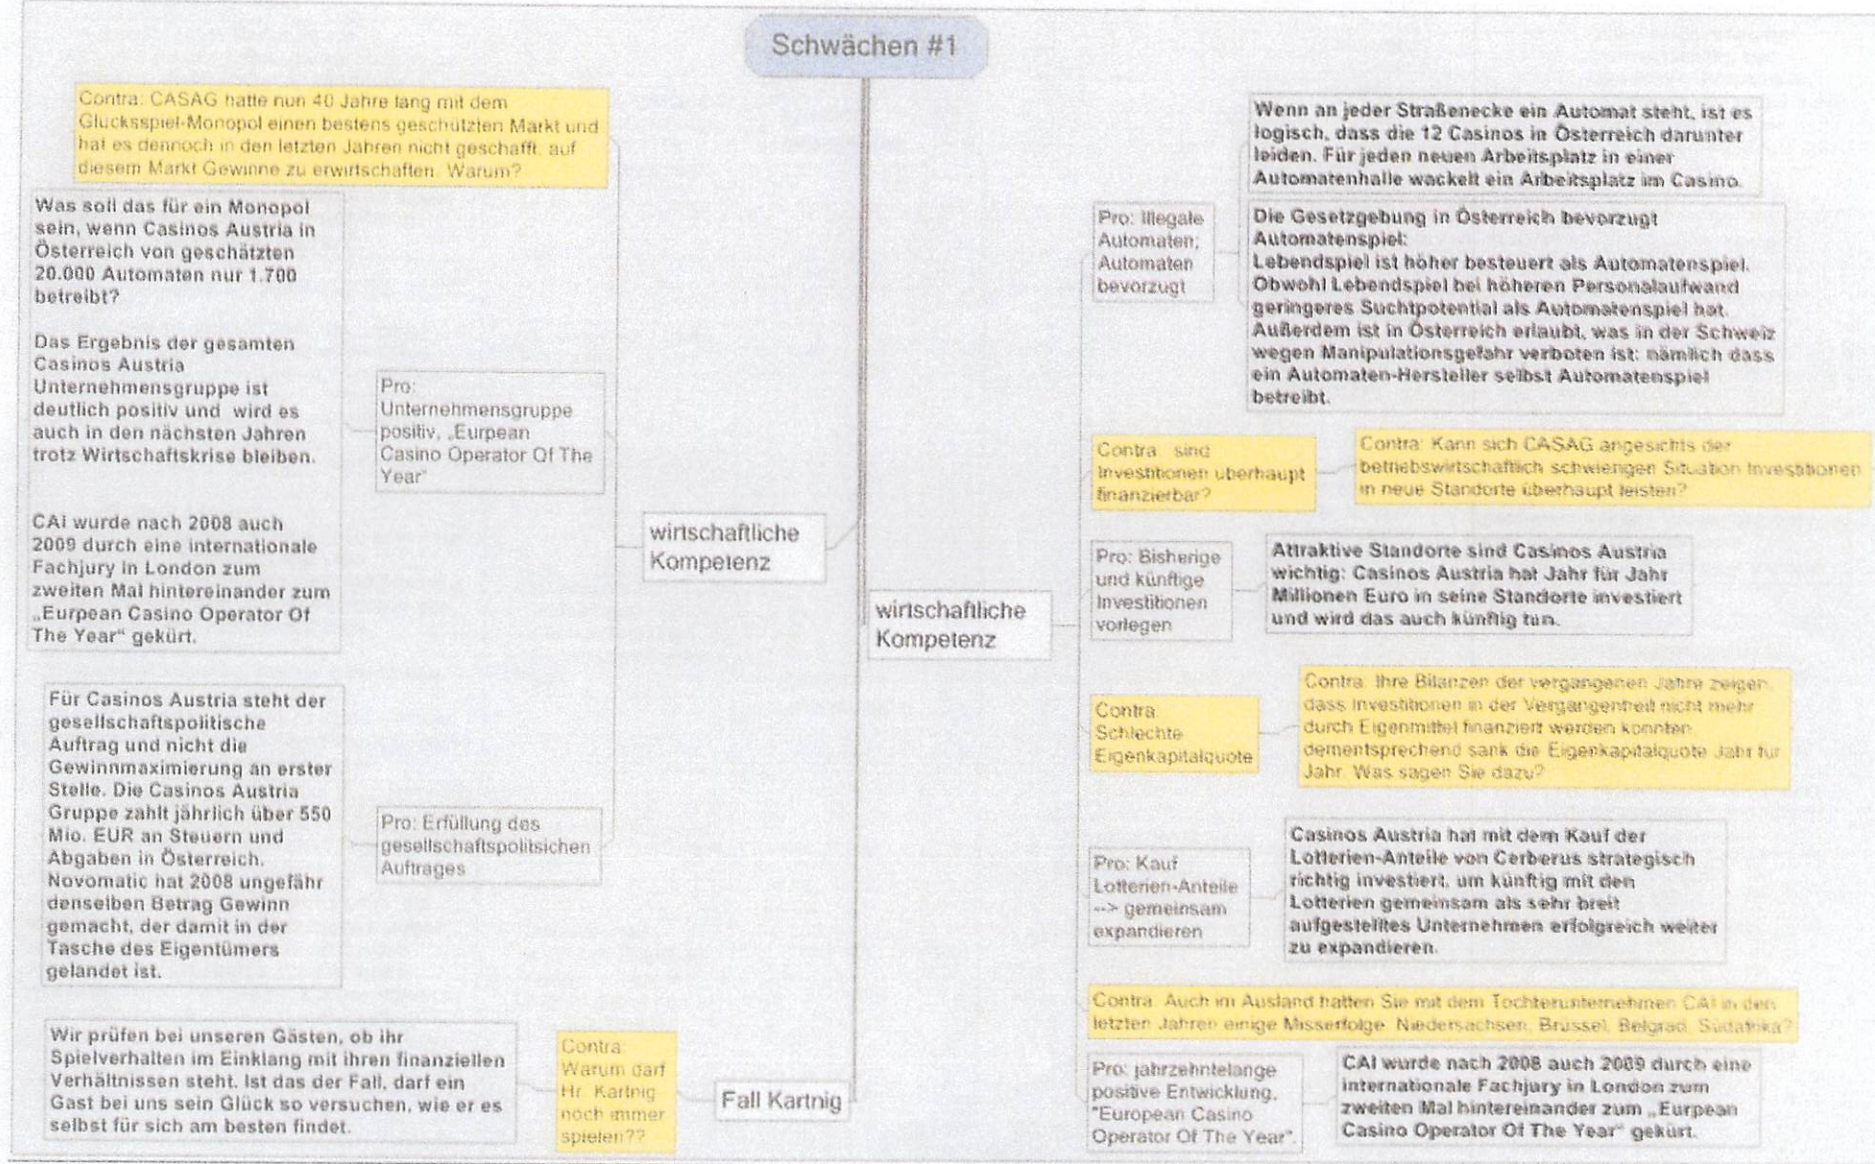 Schwächen #1
Contra: CASAG hatte nun 40 Jahre lang mit dem
Glücksspiel-Monopol einen bestens geschützten Markt und
hat es dennoch in den letzten Jahren nicht geschafft, auf
diesem Markt Gewinne zu erwirtschaften. Warum?
Was soll das für ein Monopol
sein, wenn Casinos Austria in
Österreich von geschätzten
20.000 Automaten nur 1.700
betreibt?
Das Ergebnis der gesamten
Casinos Austria
Unternehmensgruppe ist
deutlich positiv und wird es
auch in den nächsten Jahren
trotz Wirtschaftskrise bleiben.
CAI wurde nach 2008 auch
2009 durch eine internationale
Fachjury in London zum
zweiten Mal hintereinander zum
„Eurpean Casino Operator Of
The Year“ gekürt.
Pro:
Unternehmensgruppe
positiv, „Eurpean
Casino Operator Of The
Year“
Für Casinos Austria steht der
gesellschaftspolitische
Auftrag und nicht die
Gewinnmaximierung an erster
Stelle. Die Casinos Austria
Gruppe zahlt jährlich über 550
Mio. EUR an Steuern und
Abgaben in Österreich.
Novomatic hat 2008 ungefähr
denselben Betrag Gewinn
gemacht, der damit in der
Tasche des Eigentümers
gelandet ist.
Pro: Erfüllung des
gesellschaftspolitsichen
Auftrages
wirtschaftliche
Kompetenz
Wir prüfen bei unseren Gästen, ob ihr
Spielverhalten im Einklang mit ihren finanziellen
Verhältnissen steht. Ist das der Fall, darf ein
Gast bei uns sein Glück so versuchen, wie er es
selbst für sich am besten findet.
Contra:
Warum darf
Hr. Kartnig
noch immer
spielen??
Fall Kartnig
wirtschaftliche
Kompetenz
Pro: Illegale
Automaten;
Automaten
bevorzugt
Wenn an jeder Straßenecke ein Automat steht, ist es
logisch, dass die 12 Casinos in Österreich darunter
leiden. Für jeden neuen Arbeitsplatz in einer
Automatenhalle wackelt ein Arbeitsplatz im Casino.
Die Gesetzgebung in Österreich bevorzugt
Automatenspiel:
Lebendspiel ist höher besteuert als Automatenspiel.
Obwohl Lebendspiel bei höheren Personalaufwand
geringeres Suchtpotential als Automatenspiel hat.
Außerdem ist in Österreich erlaubt, was in der Schweiz
wegen Manipulationsgefahr verboten ist: nämlich dass
ein Automaten-Hersteller selbst Automatenspiel
betreibt.
Contra: sind
Investitionen überhaupt
finanzierbar?
Contra: Kann sich CASAG angesichts der
betriebswirtschaftlich schwierigen Situation Investitionen
in neue Standorte überhaupt leisten?
Pro: Bisherige
und künftige
Investitionen
vorlegen
Attraktive Standorte sind Casinos Austria
wichtig: Casinos Austria hat Jahr für Jahr
Millionen Euro in seine Standorte investiert
und wird das auch künftig tun.
Contra:
Schlechte
Eigenkapitalquote
Contra: Ihre Bilanzen der vergangenen Jahre zeigen,
dass Investitionen in der Vergangenheit nicht mehr
durch Eigenmittel finanziert werden konnten,
dementsprechend sank die Eigenkapitalquote Jahr für
Jahr. Was sagen Sie dazu?
Pro: Kauf
Lotterien-Anteile
--> gemeinsam
expandieren
Casinos Austria hat mit dem Kauf der
Lotterien-Anteile von Cerberus strategisch
richtig investiert, um künftig mit den
Lotterien gemeinsam als sehr breit
aufgestelltes Unternehmen erfolgreich weiter
zu expandieren.
Contra: Auch im Ausland hatten Sie mit dem Tochterunternehmen CAI in den
letzten Jahren einige Misserfolge: Niedersachsen, Brüssel, Belgrad, Südafrika?
Pro: jahrzehntelange
positive Entwicklung,
"European Casino
Operator Of The Year".
CAI wurde nach 2008 auch 2009 durch eine
internationale Fachjury in London zum
zweiten Mal hintereinander zum „Eurpean
Casino Operator Of The Year“ gekürt.